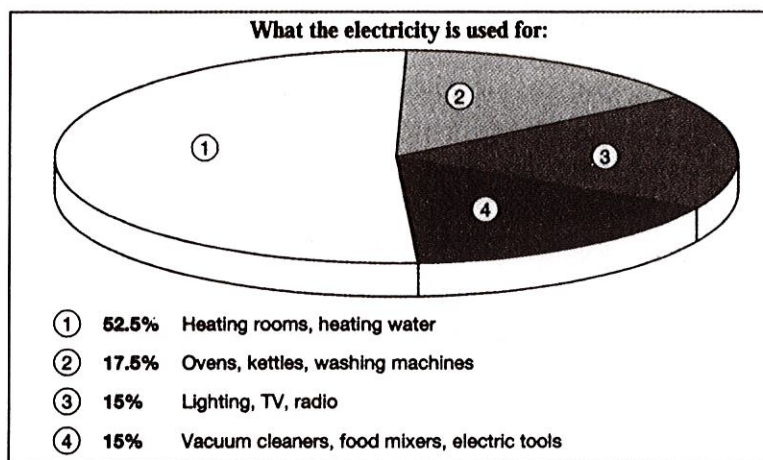 What the electricity is used for:
2
1
3
4
1 52.5% Heating rooms, heating water
2 17.5% Ovens, kettles, washing machines
3 15% Lighting, TV, radio
4 15% Vacuum cleaners, food mixers, electric tools